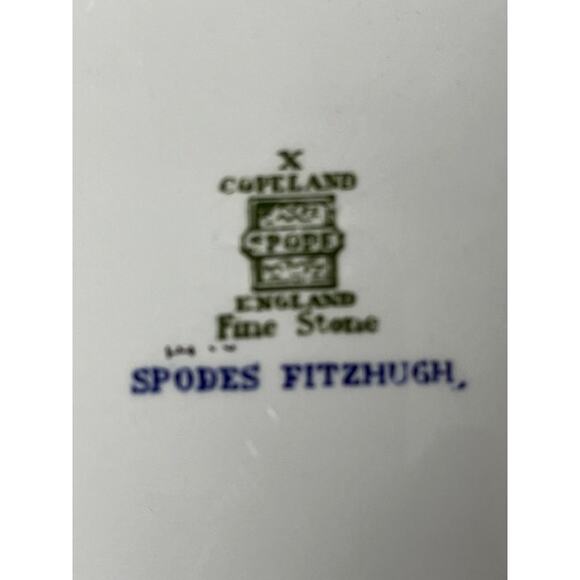 X
COPELAND
SPODE
ENGLAND
Fine Stone
SPODES FITZHUGH.